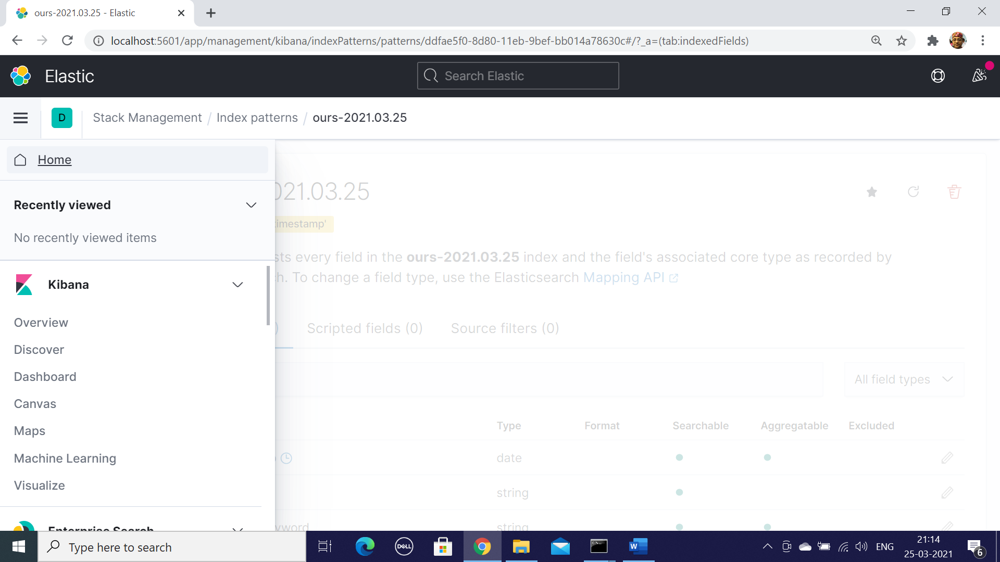 ours-2021.03.25 - Elastic
localhost:5601/app/management/kibana/indexPatterns/patterns/ddfae5f0-8d80-11eb-9bef-bb014a78630c#/?_a=(tab:indexedFields)
Elastic
Search Elastic
D
Stack Management / Index patterns / ours-2021.03.25
Home
Recently viewed
No recently viewed items
Kibana
Overview
Discover
Dashboard
Canvas
Maps
Machine Learning
Visualize
Enterprise Search
021.03.25
timestamp'
sts every field in the ours-2021.03.25 index and the field's associated core type as recorded by
h. To change a field type, use the Elasticsearch Mapping API
) Scripted fields (0) Source filters (0)
All field types
Type Format Searchable Aggregatable Excluded
date
string
yword string
Type here to search
DELL
W
ENG
21:14
25-03-2021
6